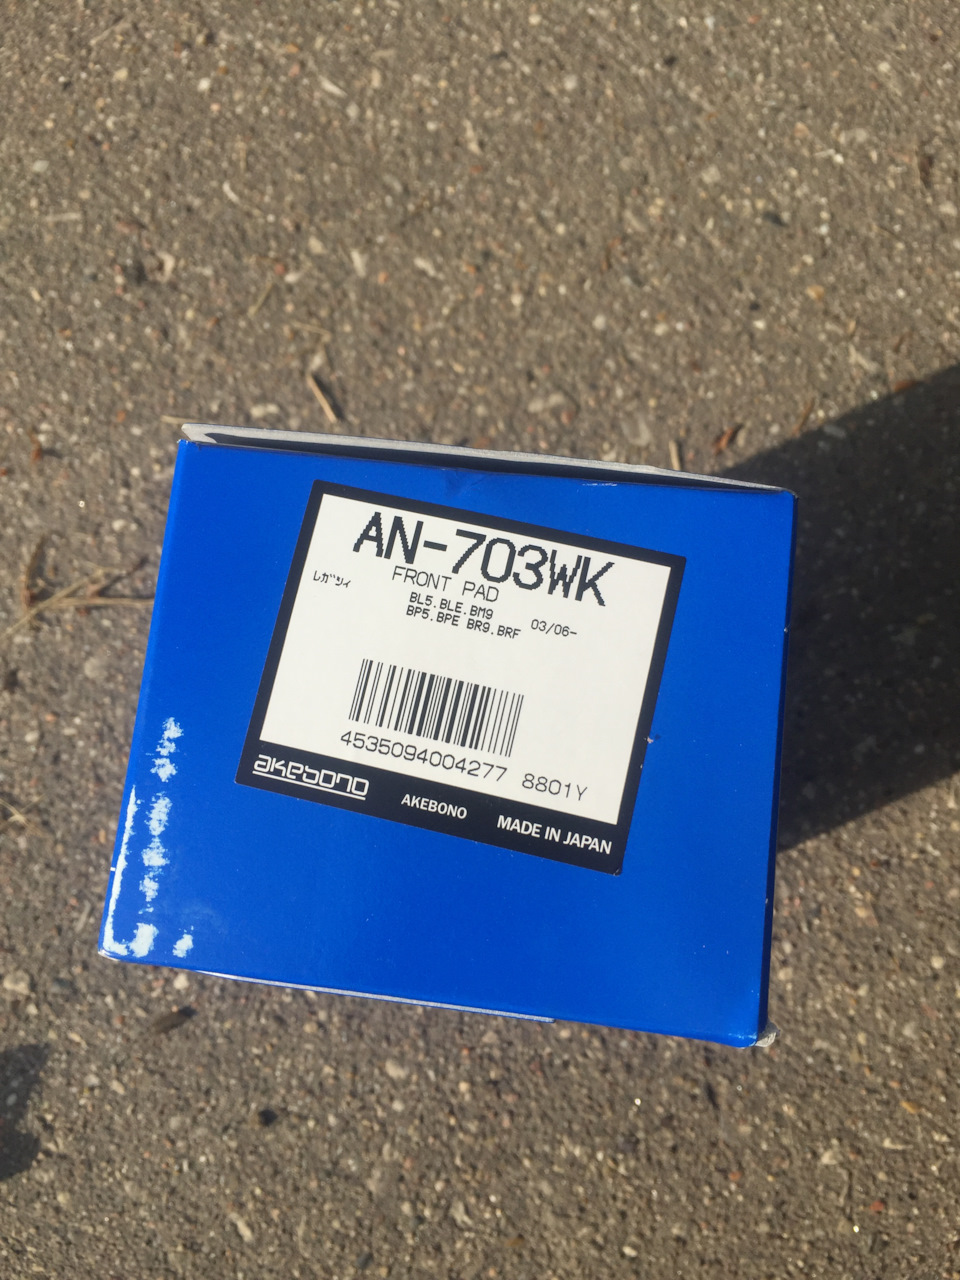 AN-703WK
レガシィ FRONT PAD
BL5.BLE.BM9
BP5.BPE BR9.BRF 03/06-
4535094004277 8801Y
akebono AKEBONO MADE IN JAPAN